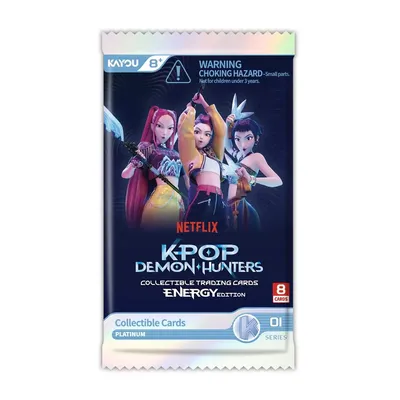 KAYOU 8+
WARNING
CHOKING HAZARD -Small parts.
Not for children under 3 years.
NETFLIX
K-POP
DEMON HUNTERS
COLLECTIBLE TRADING CARDS
ENERGY EDITION
8
CARDS
Collectible Cards
PLATINUM
01
SERIES